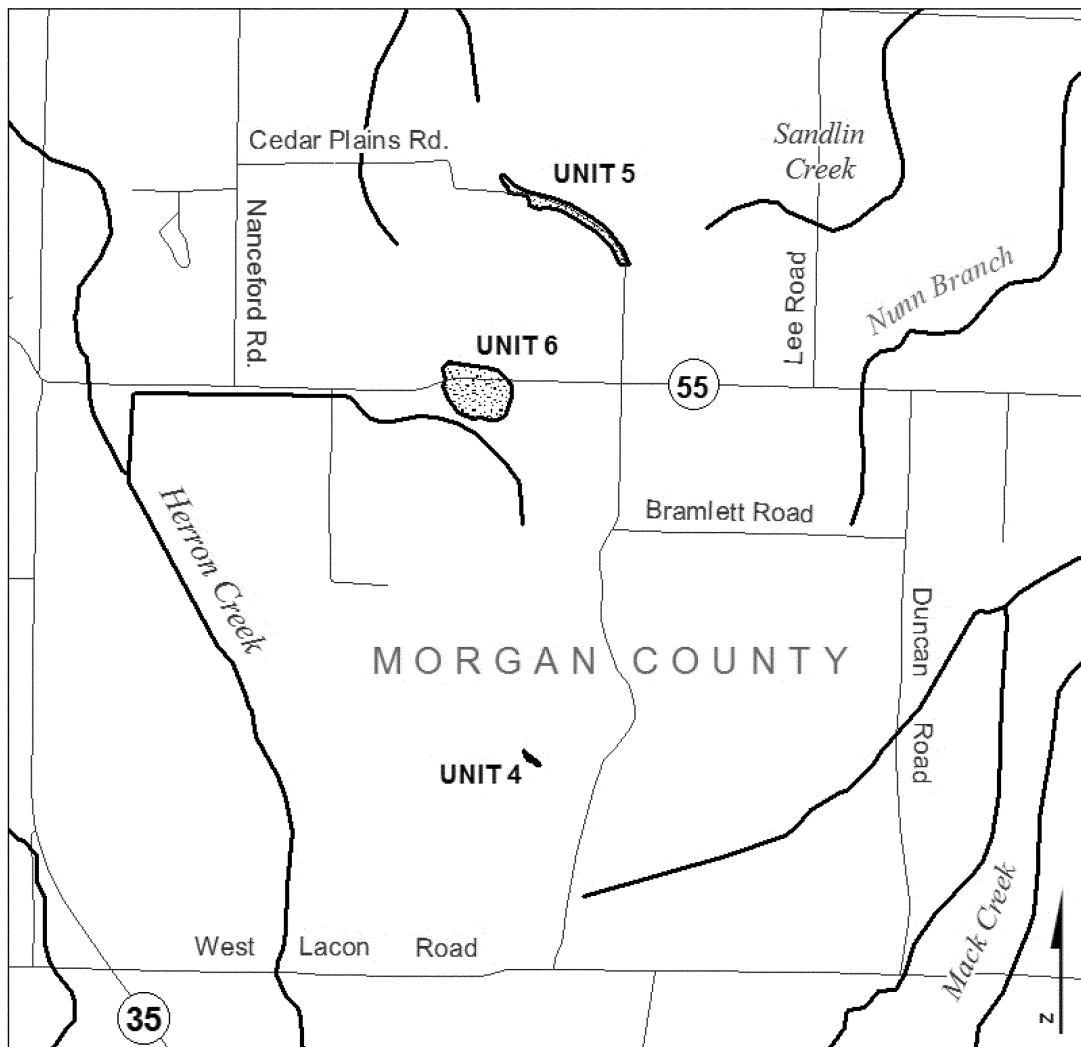 Cedar Plains Rd.
Sandlin
Creek
UNIT 5
Nanceford Rd.
Lee Road
Nunn Branch
UNIT 6
55
Herron Creek
Bramlett Road
Duncan Road
MORGAN COUNTY
UNIT 4
West Lacon Road
Mack Creek
35
N